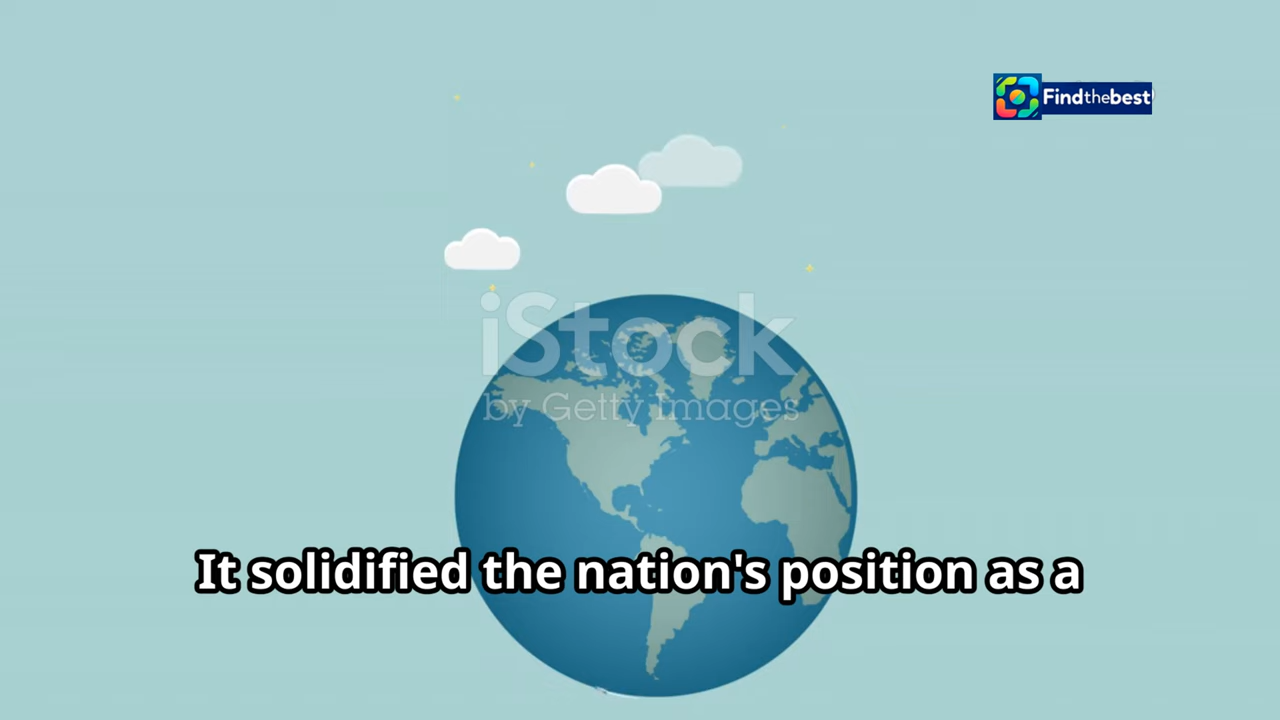 Findthebest
iStock
by Getty Images
It solidified the nation's position as a